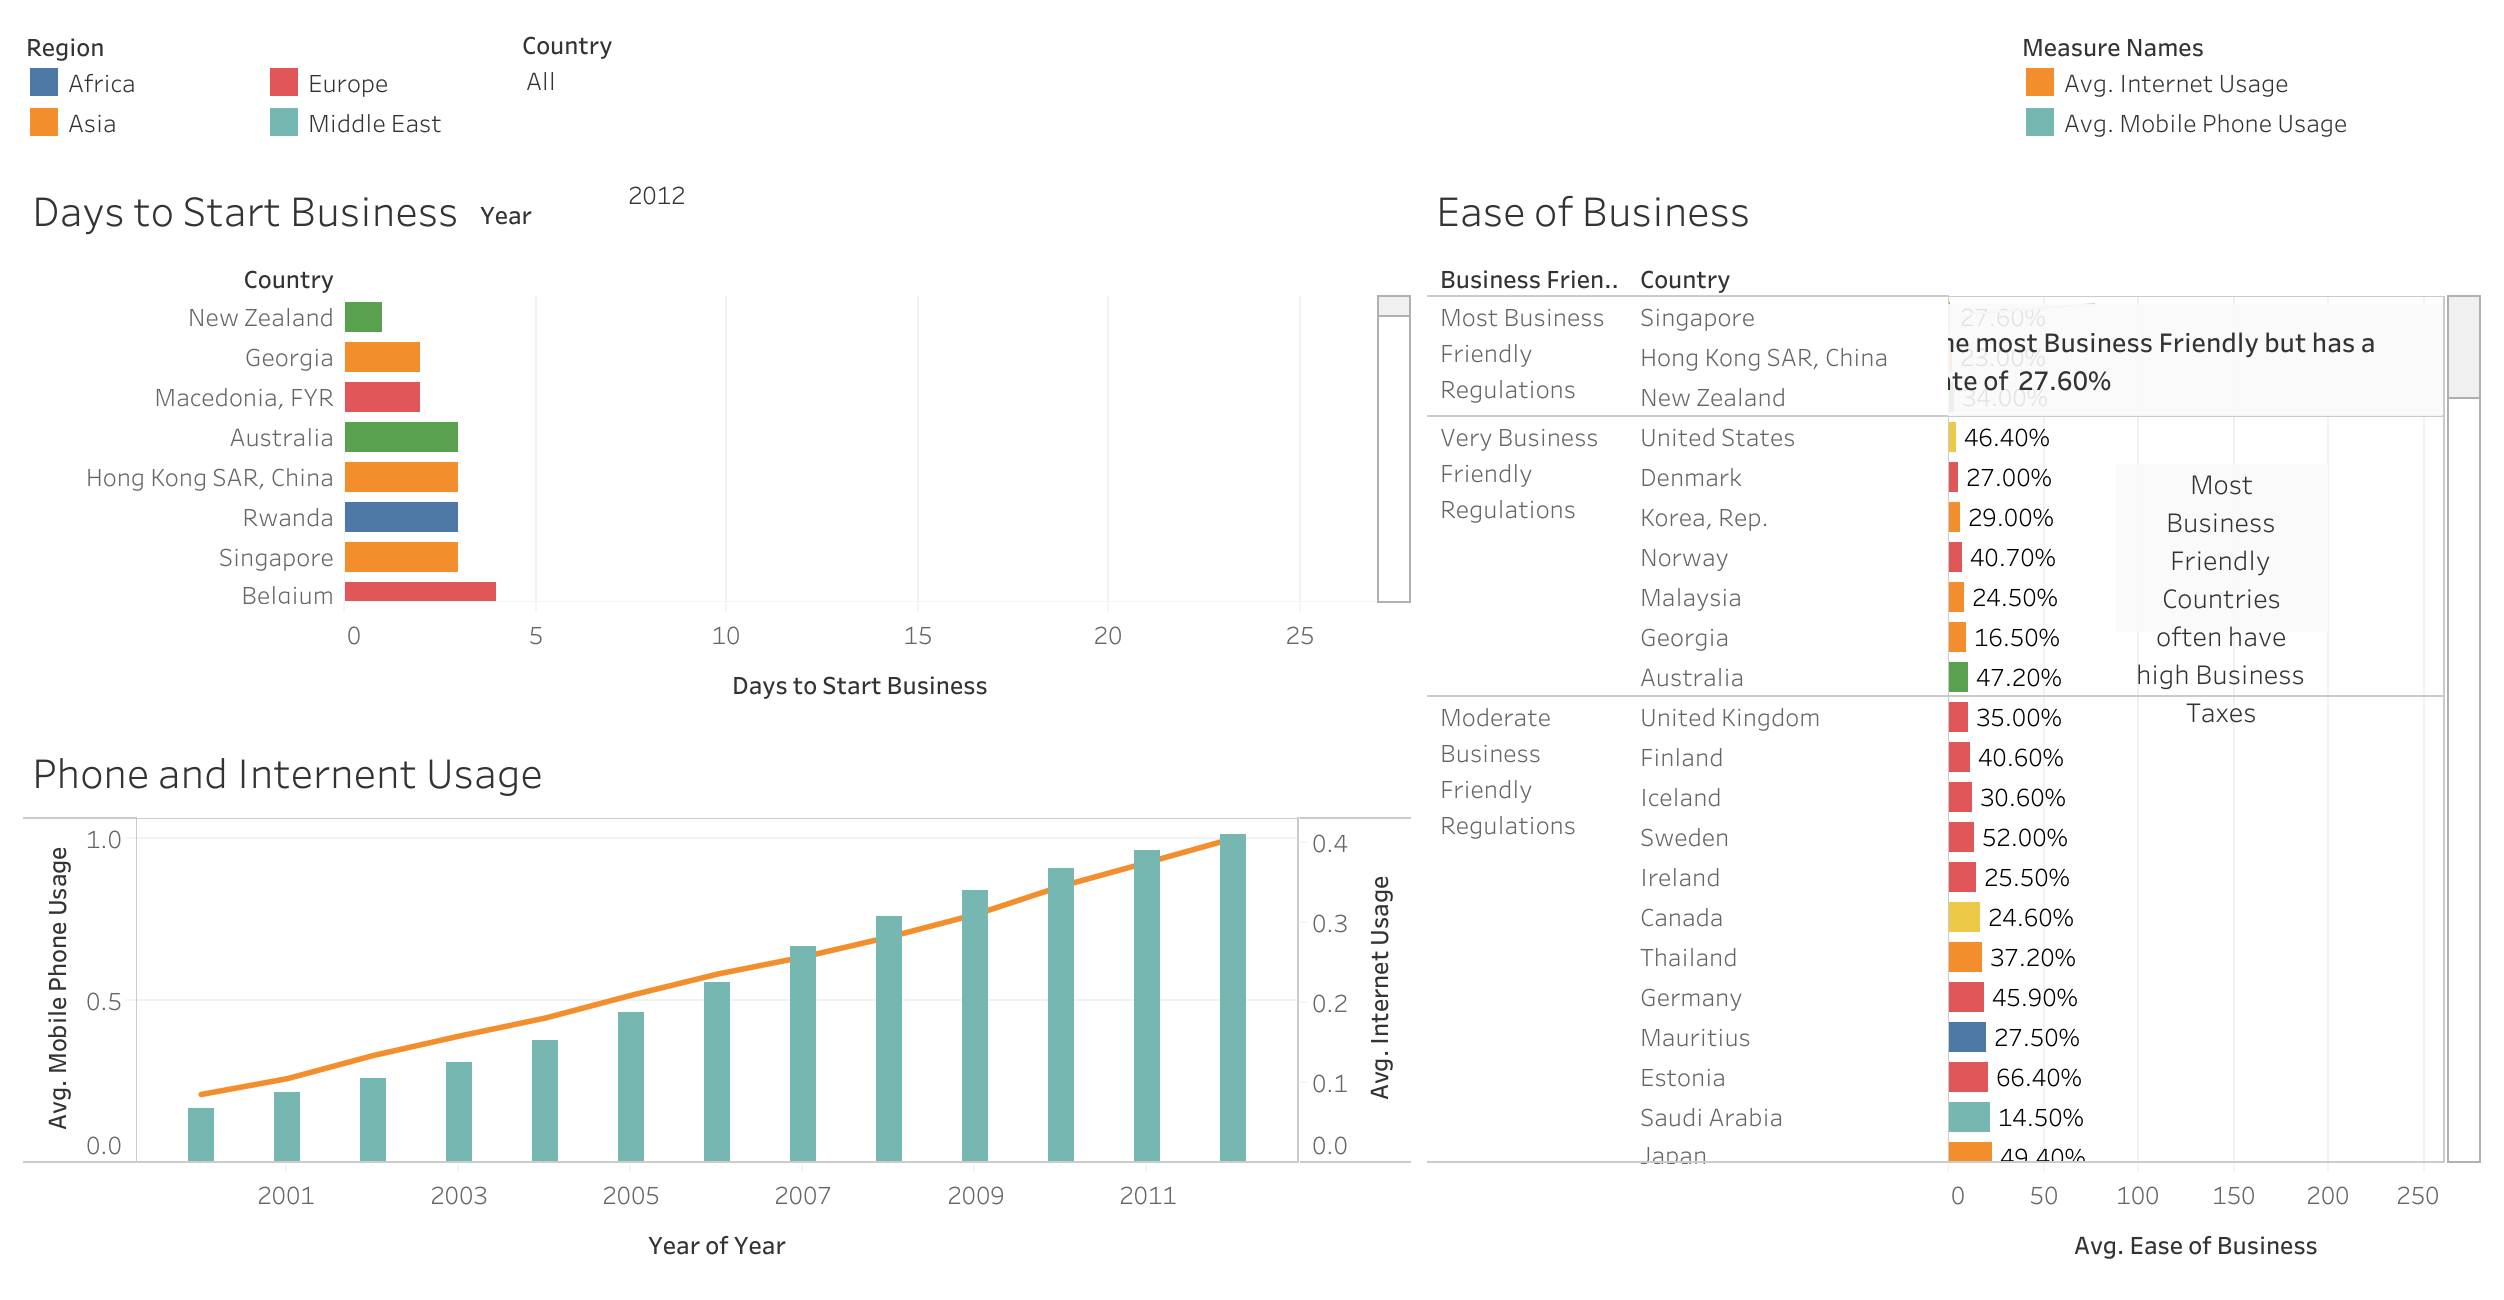 Region
Africa
Europe
Asia
Middle East
Country
All
Measure Names
Avg. Internet Usage
Avg. Mobile Phone Usage
Days to Start Business
Year
2012
Country
New Zealand
Georgia
Macedonia, FYR
Australia
Hong Kong SAR, China
Rwanda
Singapore
Belgium
0 5 10 15 20 25
Days to Start Business
Phone and Internent Usage
Avg. Mobile Phone Usage
1.0
0.5
0.0
0.4
0.3
0.2
0.1
0.0
Avg. Internet Usage
2001 2003 2005 2007 2009 2011
Year of Year
Ease of Business
Business Frien.. Country
Most Business
Friendly
Regulations
Singapore 27.60%
Hong Kong SAR, China 23.00%
New Zealand 34.00%
most Business Friendly but has a
of 27.60%
Very Business
Friendly
Regulations
United States 46.40%
Denmark 27.00%
Korea, Rep. 29.00%
Norway 40.70%
Malaysia 24.50%
Georgia 16.50%
Australia 47.20%
Most
Business
Friendly
Countries
often have
high Business
Taxes
Moderate
Business
Friendly
Regulations
United Kingdom 35.00%
Finland 40.60%
Iceland 30.60%
Sweden 52.00%
Ireland 25.50%
Canada 24.60%
Thailand 37.20%
Germany 45.90%
Mauritius 27.50%
Estonia 66.40%
Saudi Arabia 14.50%
Japan 49.40%
0 50 100 150 200 250
Avg. Ease of Business